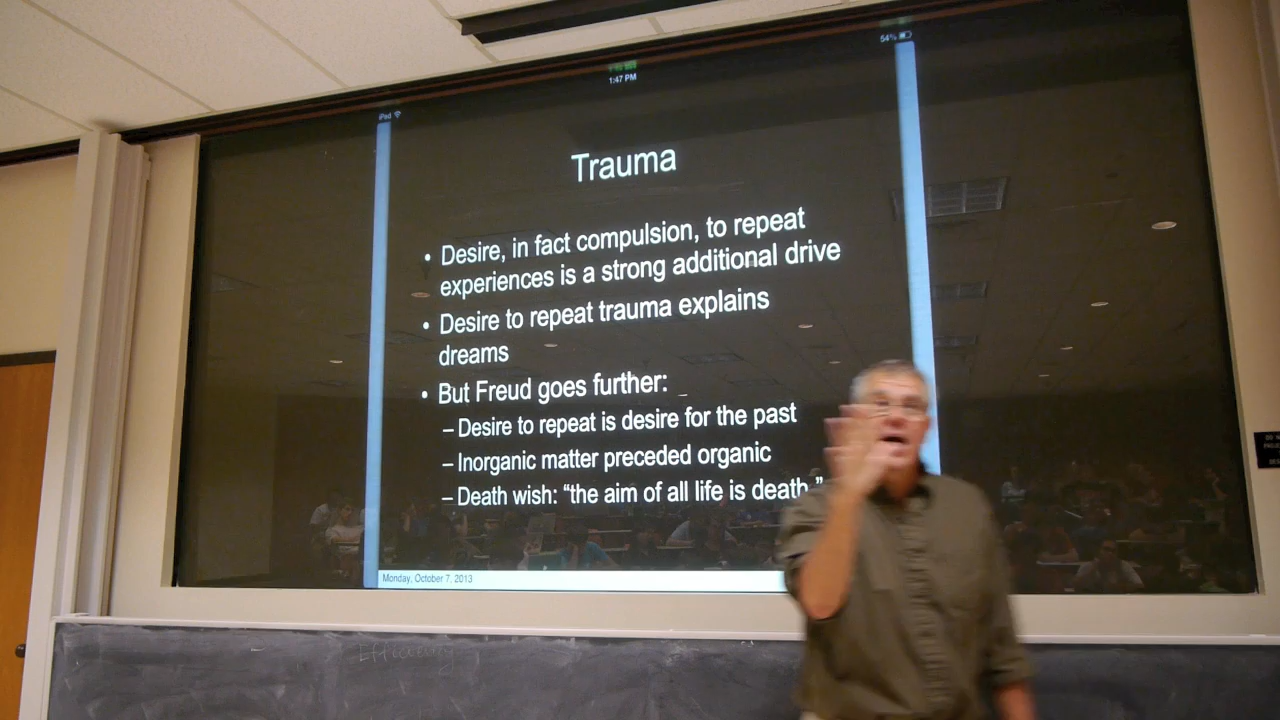 iPad
1:47 PM
54%
Trauma
• Desire, in fact compulsion, to repeat
experiences is a strong additional drive
• Desire to repeat trauma explains
dreams
• But Freud goes further:
– Desire to repeat is desire for the past
– Inorganic matter preceded organic
– Death wish: “the aim of all life is death.”
Monday, October 7, 2013
Efficiency